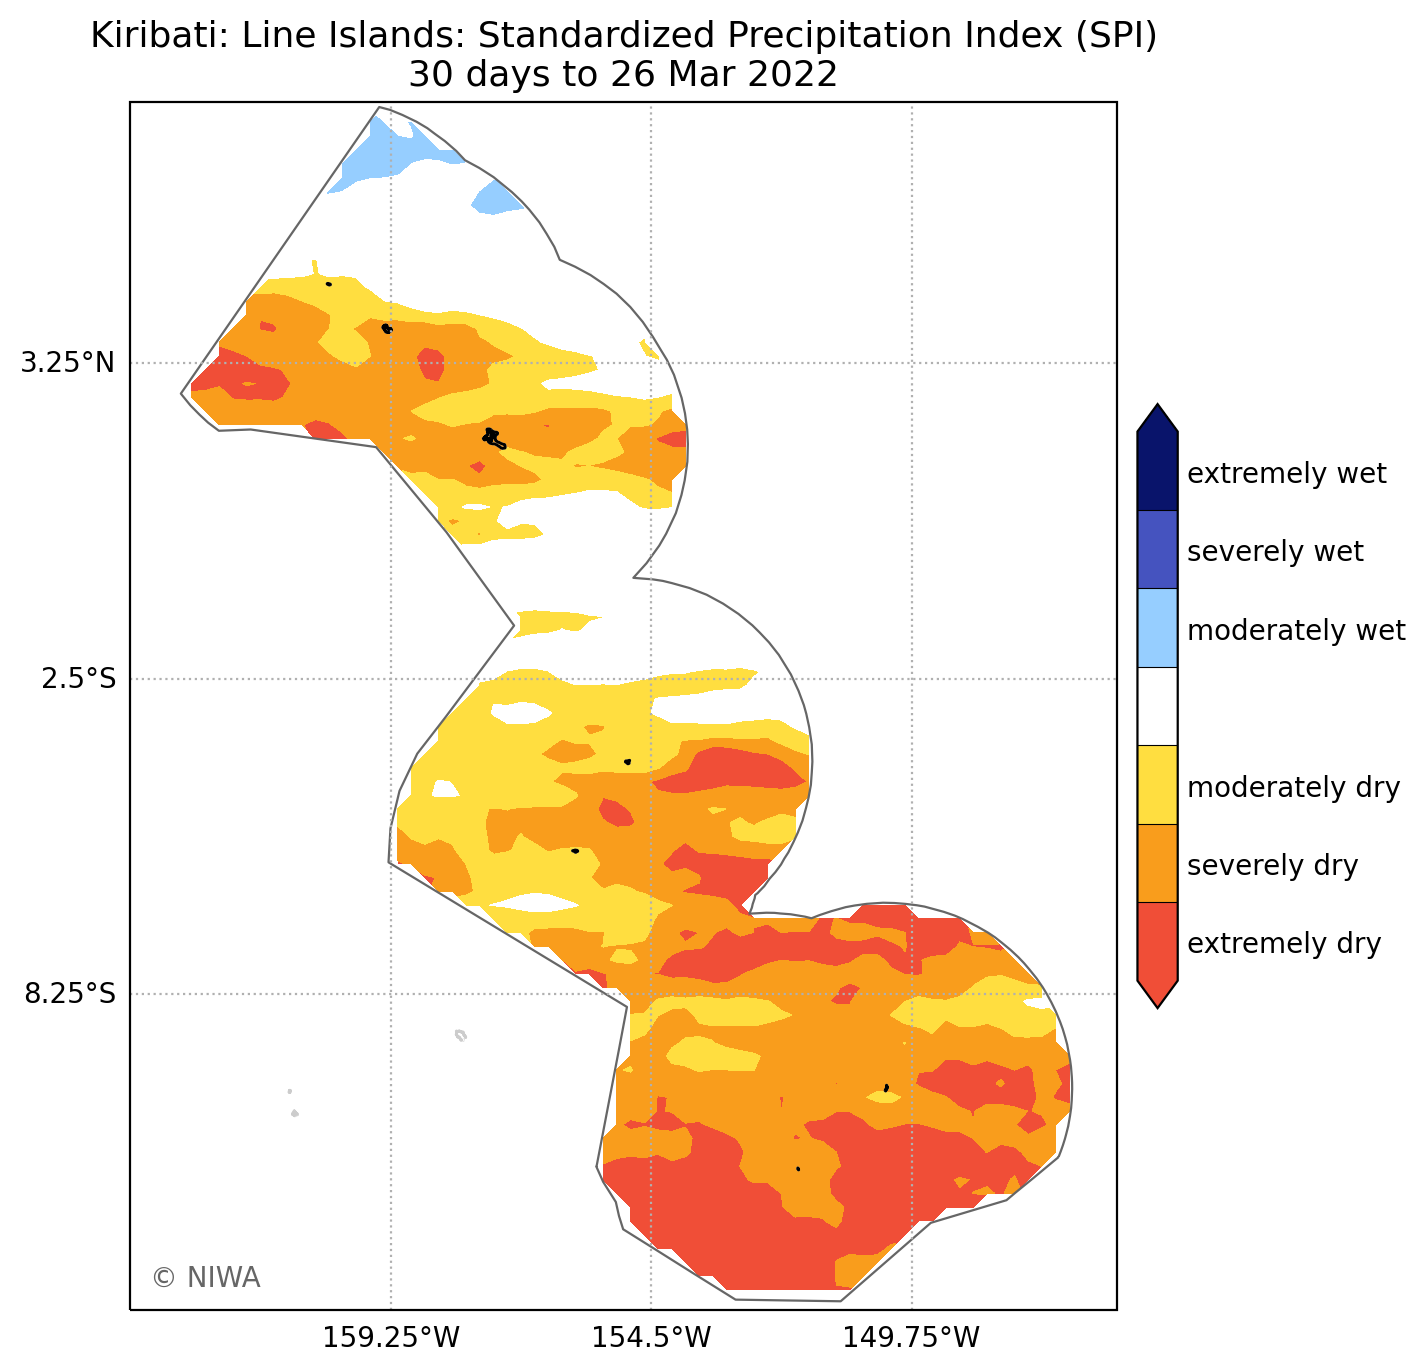 Kiribati: Line Islands: Standardized Precipitation Index (SPI)
30 days to 26 Mar 2022
3.25°N
2.5°S
8.25°S
extremely wet
severely wet
moderately wet
moderately dry
severely dry
extremely dry
© NIWA
159.25°W
154.5°W
149.75°W